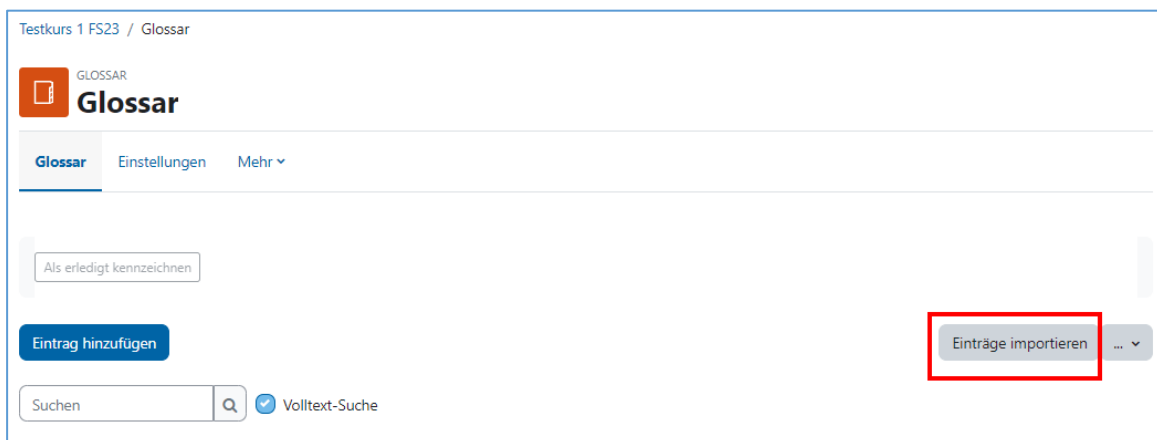 Testkurs 1 FS23 / Glossar
GLOSSAR
Glossar
Glossar Einstellungen Mehr
Als erledigt kennzeichnen
Eintrag hinzufügen Einträge importieren ...
Suchen Volltext-Suche